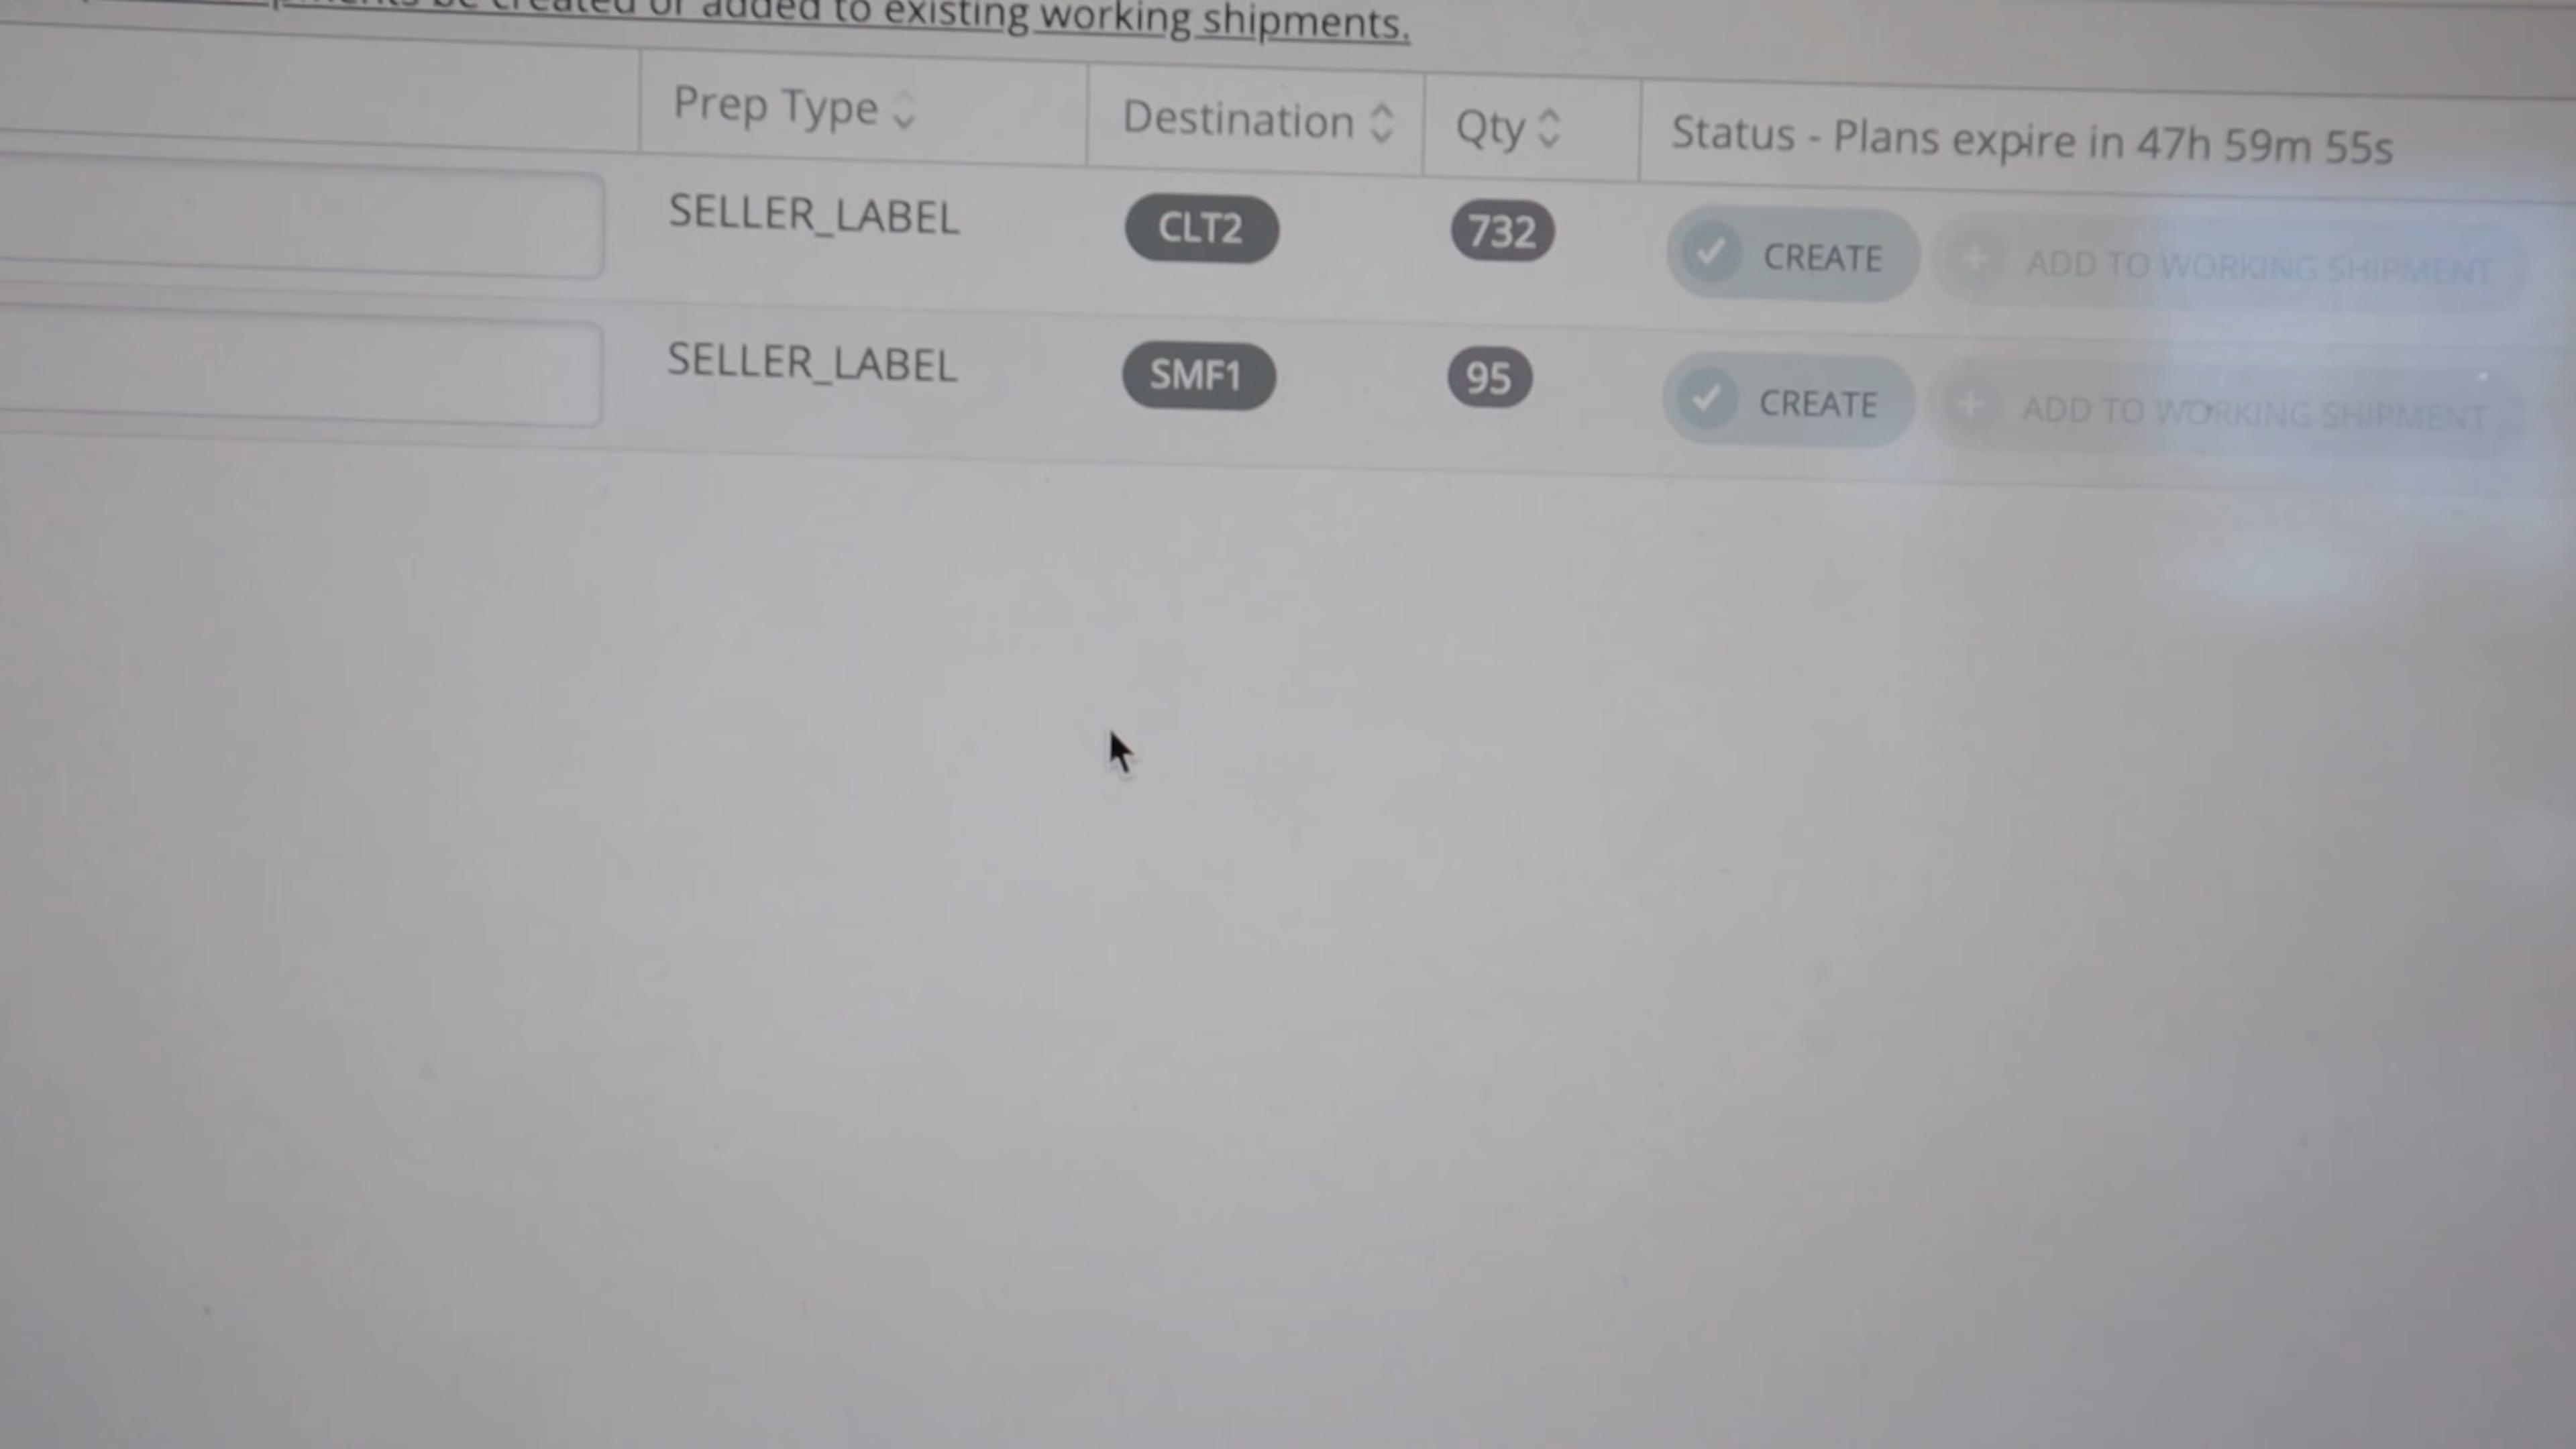 be created or added to existing working shipments.
Prep Type Destination Qty Status - Plans expire in 47h 59m 55s
SELLER_LABEL CLT2 732 CREATE ADD TO WORKING SHIPMENT
SELLER_LABEL SMF1 95 CREATE ADD TO WORKING SHIPMENT